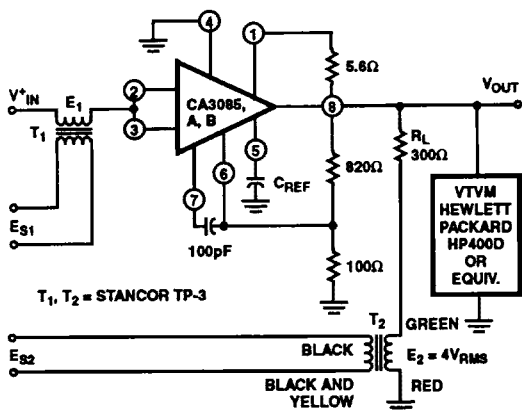 4
1
5.6Ω
V⁺IN
E1
2
CA3085,
A, B
8
VOUT
T1
3
RL
300Ω
5
820Ω
7
6
CREF
VTVM
HEWLETT
PACKARD
HP400D
OR
EQUIV.
ES1
100pF
100Ω
T1, T2 = STANCOR TP-3
T2
GREEN
ES2
BLACK
E2 = 4VRMS
BLACK AND
YELLOW
RED